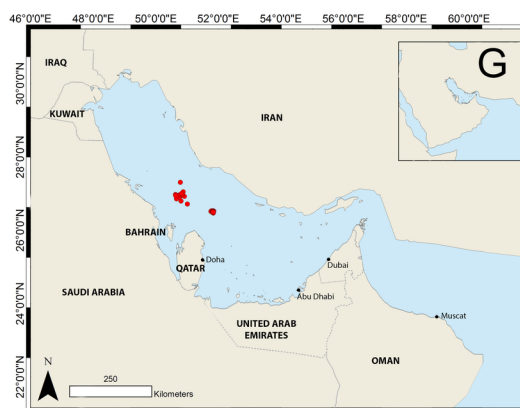 46°0'0"E 48°0'0"E 50°0'0"E 52°0'0"E 54°0'0"E 56°0'0"E 58°0'0"E 60°0'0"E
G
IRAQ
30°0'0"N
KUWAIT
IRAN
28°0'0"N
26°0'0"N
BAHRAIN
QATAR
Doha
Dubai
24°0'0"N
SAUDI ARABIA
Abu Dhabi
Muscat
UNITED ARAB
EMIRATES
OMAN
22°0'0"N
N
250
Kilometers